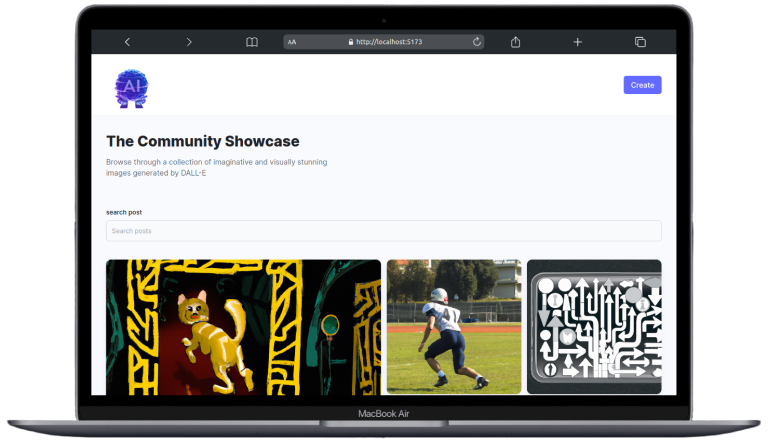 AA http://localhost:5173
AI
Create
The Community Showcase
Browse through a collection of imaginative and visually stunning
images generated by DALL-E
search post
Search posts
MacBook Air